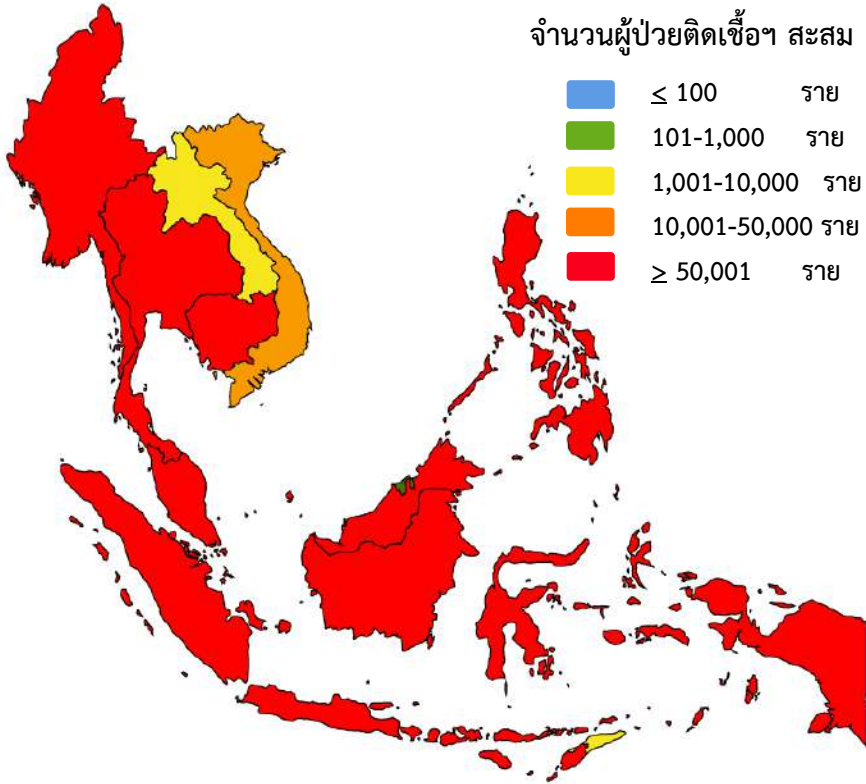 จำนวนผู้ป่วยติดเชื้อฯ สะสม
≤ 100 ราย
101-1,000 ราย
1,001-10,000 ราย
10,001-50,000 ราย
≥ 50,001 ราย